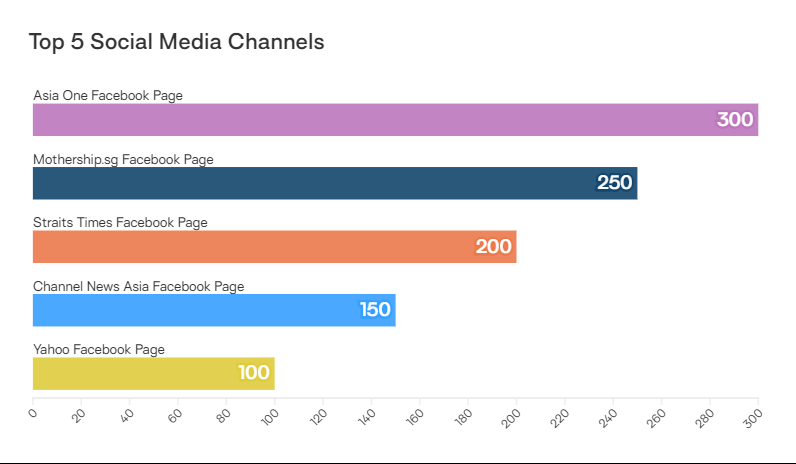 Top 5 Social Media Channels
Asia One Facebook Page
300
Mothership.sg Facebook Page
250
Straits Times Facebook Page
200
Channel News Asia Facebook Page
150
Yahoo Facebook Page
100
0 20 40 60 80 100 120 140 160 180 200 220 240 260 280 300